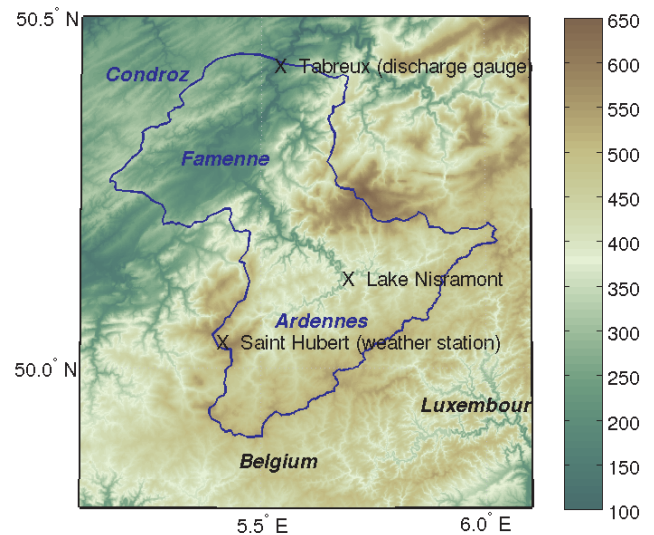 50.5° N
Condroz
X Tabreux (discharge gauge)
Famenne
X Lake Nisramont
Ardennes
X Saint Hubert (weather station)
50.0° N
Luxembour
Belgium
5.5° E
6.0° E
650
600
550
500
450
400
350
300
250
200
150
100